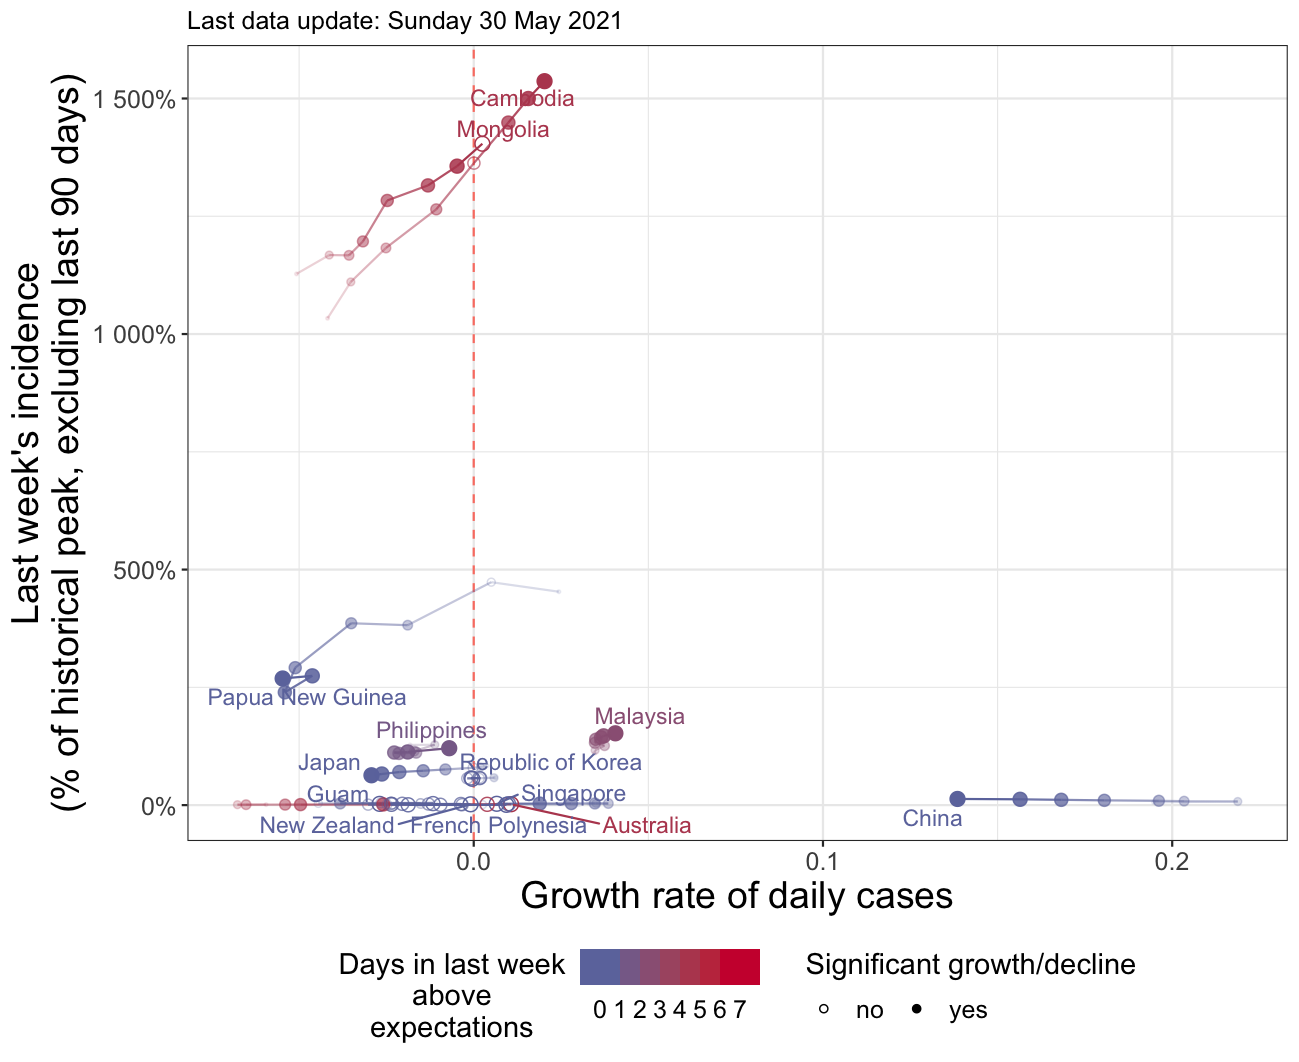 Last data update: Sunday 30 May 2021
Last week's incidence
(% of historical peak, excluding last 90 days)
1 500%
1 000%
500%
0%
Cambodia
Mongolia
Papua New Guinea
Malaysia
Philippines
Japan
Republic of Korea
Guam
Singapore
China
New Zealand
French Polynesia
Australia
0.0
0.1
0.2
Growth rate of daily cases
Days in last week
above
expectations
0 1 2 3 4 5 6 7
Significant growth/decline
no
yes